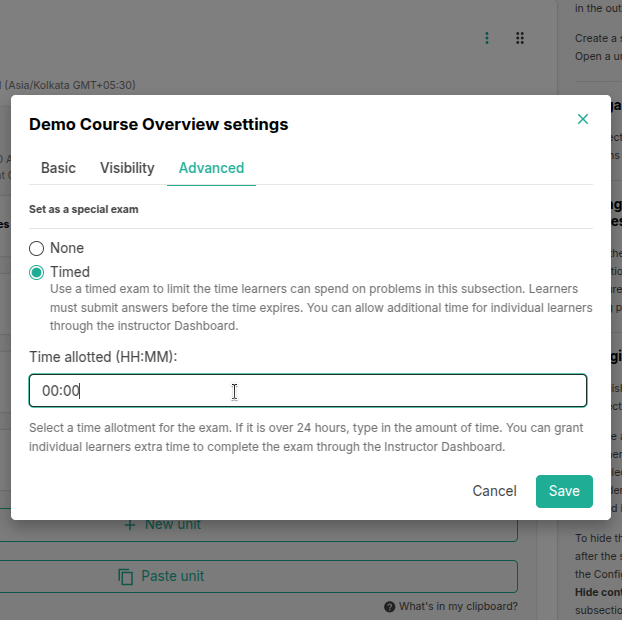 in the out
Create a s
Open a u
(Asia/Kolkata GMT+05:30)
Demo Course Overview settings
Basic Visibility Advanced
Set as a special exam
None
Timed
Use a timed exam to limit the time learners can spend on problems in this subsection. Learners
must submit answers before the time expires. You can allow additional time for individual learners
through the instructor Dashboard.
Time allotted (HH:MM):
00:00
Select a time allotment for the exam. If it is over 24 hours, type in the amount of time. You can grant
individual learners extra time to complete the exam through the Instructor Dashboard.
Cancel Save
New unit
Paste unit
What's in my clipboard?
To hide th
after the s
the Config
Hide cont
subsectio